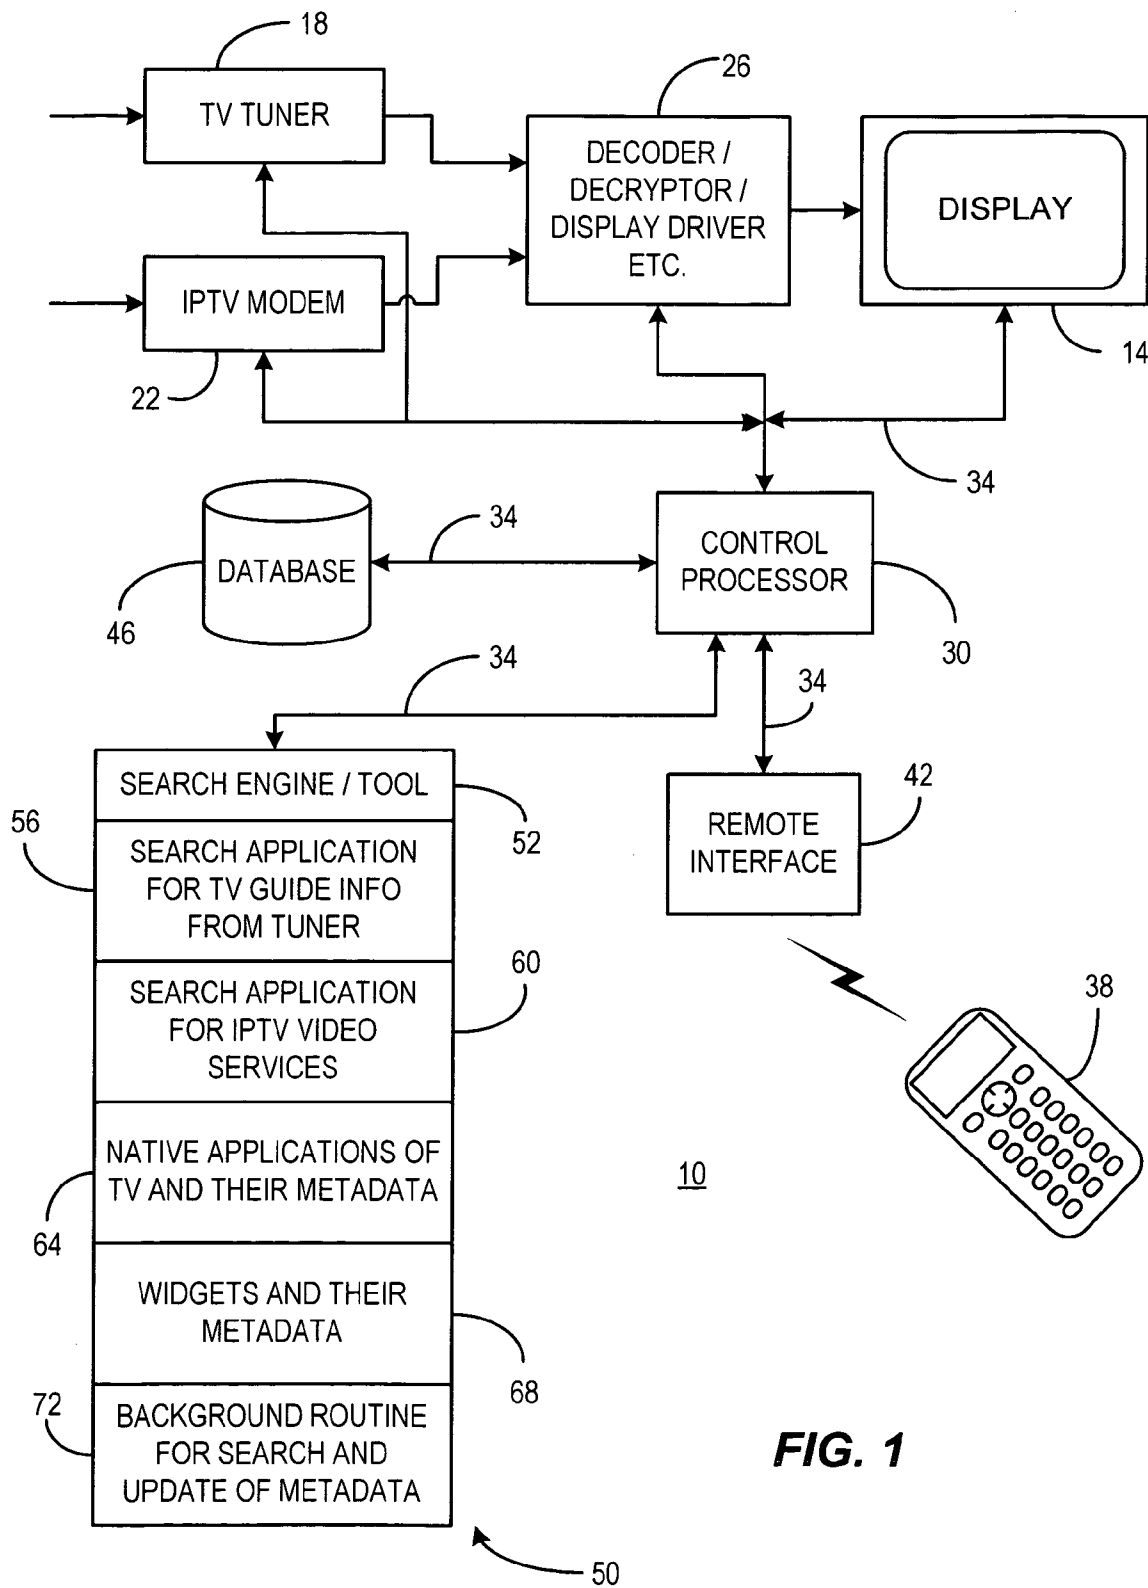 18
TV TUNER
26
DECODER /
DECRYPTOR /
DISPLAY DRIVER
ETC.
DISPLAY
IPTV MODEM
22
14
34
34
CONTROL
PROCESSOR
DATABASE
46
30
34
34
SEARCH ENGINE / TOOL
52
42
REMOTE
INTERFACE
56
SEARCH APPLICATION
FOR TV GUIDE INFO
FROM TUNER
60
SEARCH APPLICATION
FOR IPTV VIDEO
SERVICES
38
NATIVE APPLICATIONS OF
TV AND THEIR METADATA
10
64
WIDGETS AND THEIR
METADATA
68
72
BACKGROUND ROUTINE
FOR SEARCH AND
UPDATE OF METADATA
FIG. 1
50